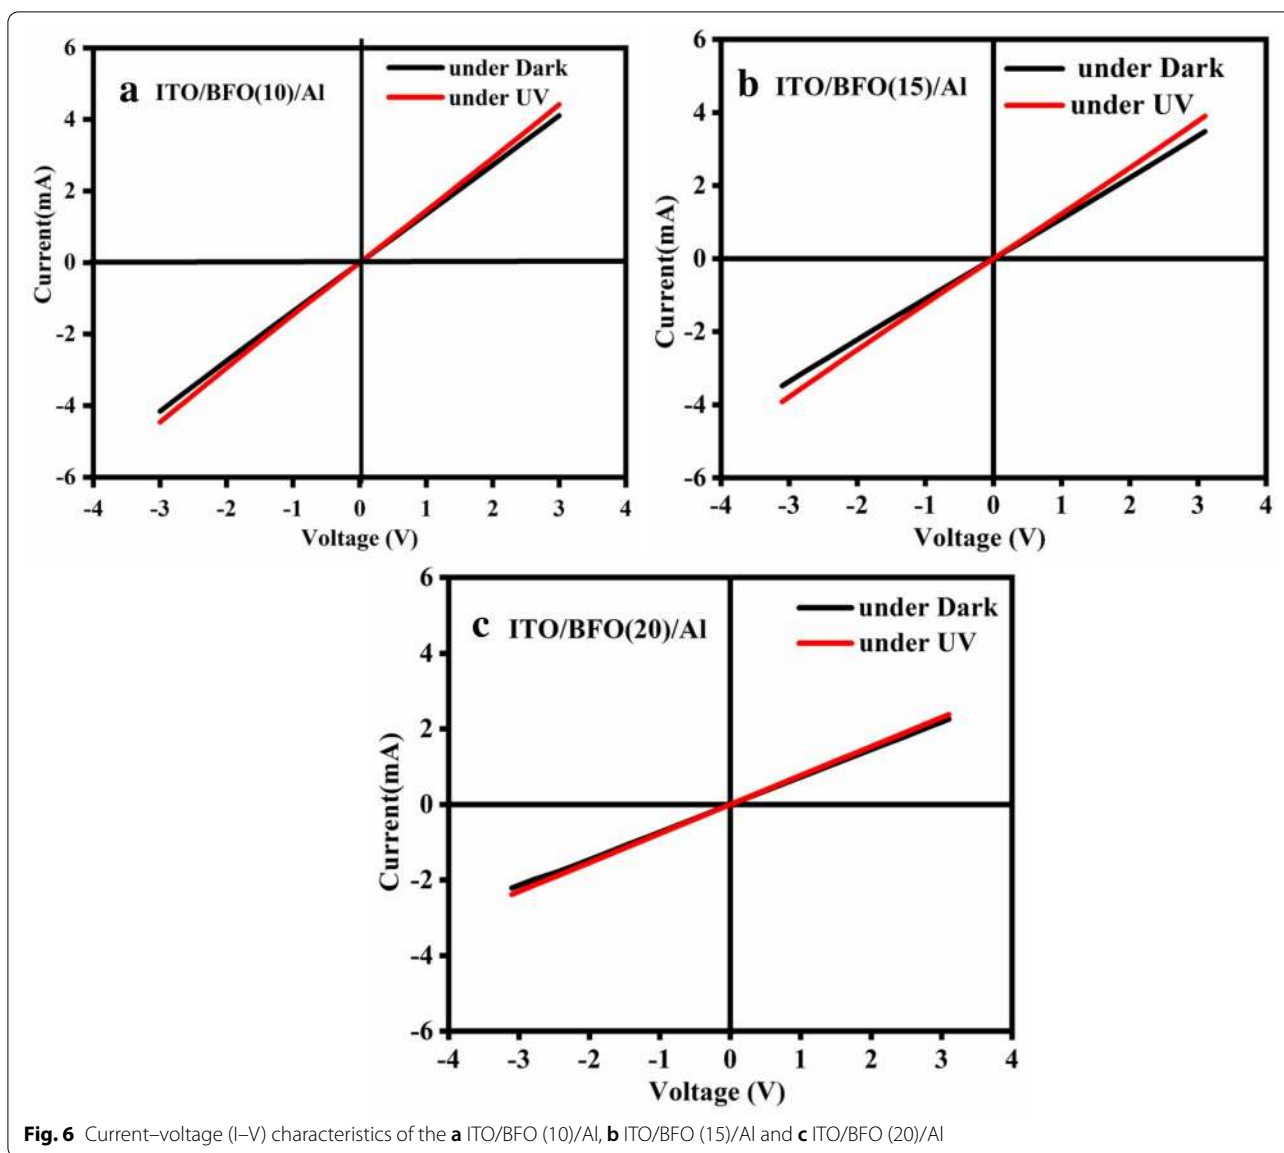 6
4
2
0
-2
-4
-6
Current(mA)
a ITO/BFO(10)/Al
under Dark
under UV
-4 -3 -2 -1 0 1 2 3 4
Voltage (V)
6
4
2
0
-2
-4
-6
Current(mA)
b ITO/BFO(15)/Al
under Dark
under UV
-4 -3 -2 -1 0 1 2 3 4
Voltage (V)
6
4
2
0
-2
-4
-6
Current(mA)
c ITO/BFO(20)/Al
under Dark
under UV
-4 -3 -2 -1 0 1 2 3 4
Voltage (V)
Fig. 6 Current–voltage (I–V) characteristics of the a ITO/BFO (10)/Al, b ITO/BFO (15)/Al and c ITO/BFO (20)/Al